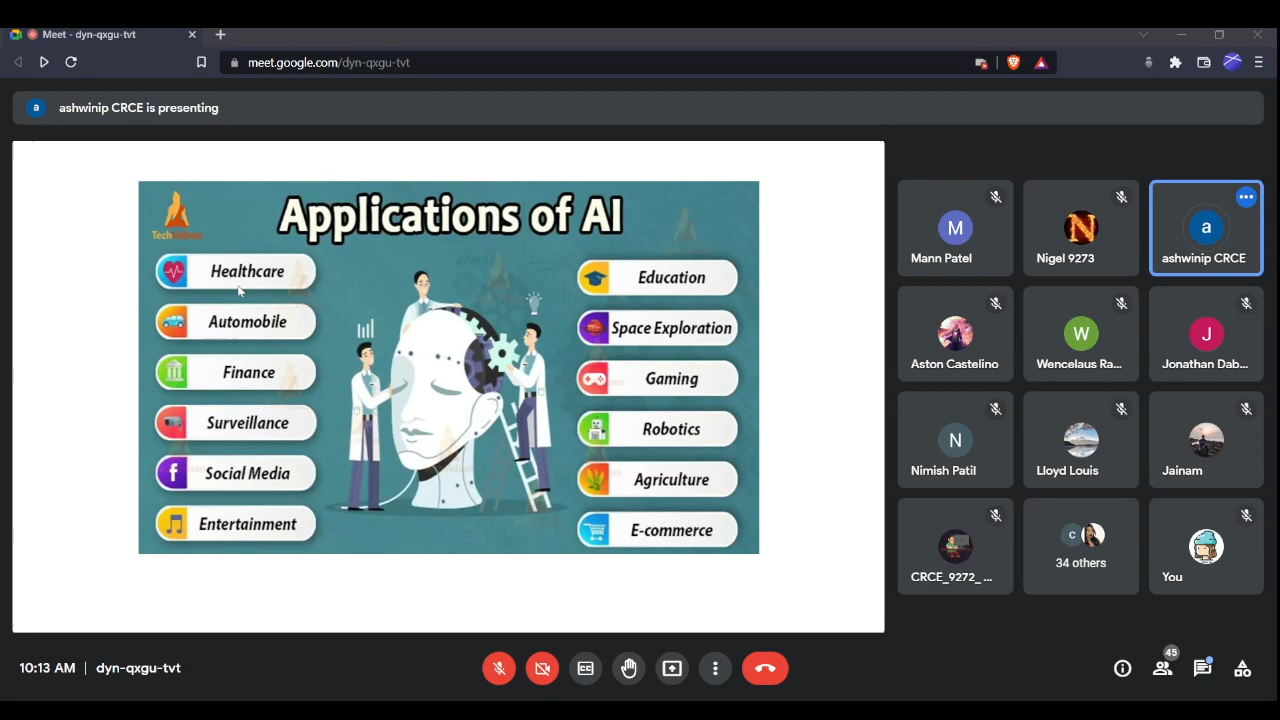 Meet - dyn-qxgu-tvt
meet.google.com/dyn-qxgu-tvt
a
ashwinip CRCE is presenting
Applications of AI
Healthcare
Automobile
Finance
Surveillance
Social Media
Entertainment
Education
Space Exploration
Gaming
Robotics
Agriculture
E-commerce
M
Mann Patel
N
Nigel 9273
a
ashwinip CRCE
Aston Castelino
W
Wencelaus Ra...
J
Jonathan Dab...
N
Nimish Patil
Lloyd Louis
Jainam
CRCE_9272_ ...
C
34 others
You
10:13 AM | dyn-qxgu-tvt
45